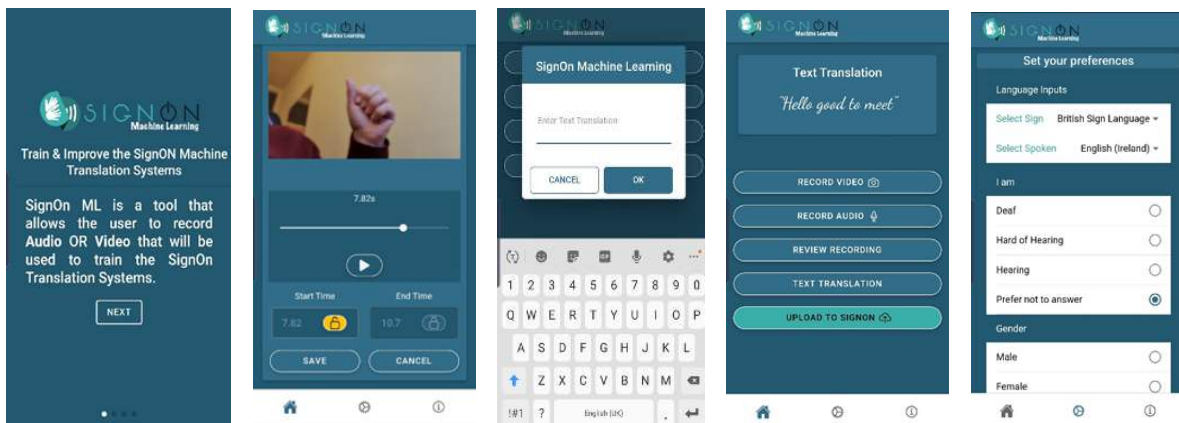 SIGNON
Machine Learning
Train & Improve the SignON Machine
Translation Systems
SignOn ML is a tool that
allows the user to record
Audio OR Video that will be
used to train the SignOn
Translation Systems.
NEXT
SIGNON
Machine Learning
7.82s
Start Time End Time
7.82 10.7
SAVE CANCEL
SIGNON
Machine Learning
SignOn Machine Learning
Enter Text Translation
CANCEL OK
GIF
1 2 3 4 5 6 7 8 9 0
Q W E R T Y U I O P
A S D F G H J K L
Z X C V B N M
!#1 ? English (UK) .
SIGNON
Machine Learning
Text Translation
"Hello good to meet"
RECORD VIDEO
RECORD AUDIO
REVIEW RECORDING
TEXT TRANSLATION
UPLOAD TO SIGNON
SIGNON
Machine Learning
Set your preferences
Language Inputs
Select Sign British Sign Language
Select Spoken English (Ireland)
I am
Deaf
Hard of Hearing
Hearing
Prefer not to answer
Gender
Male
Female